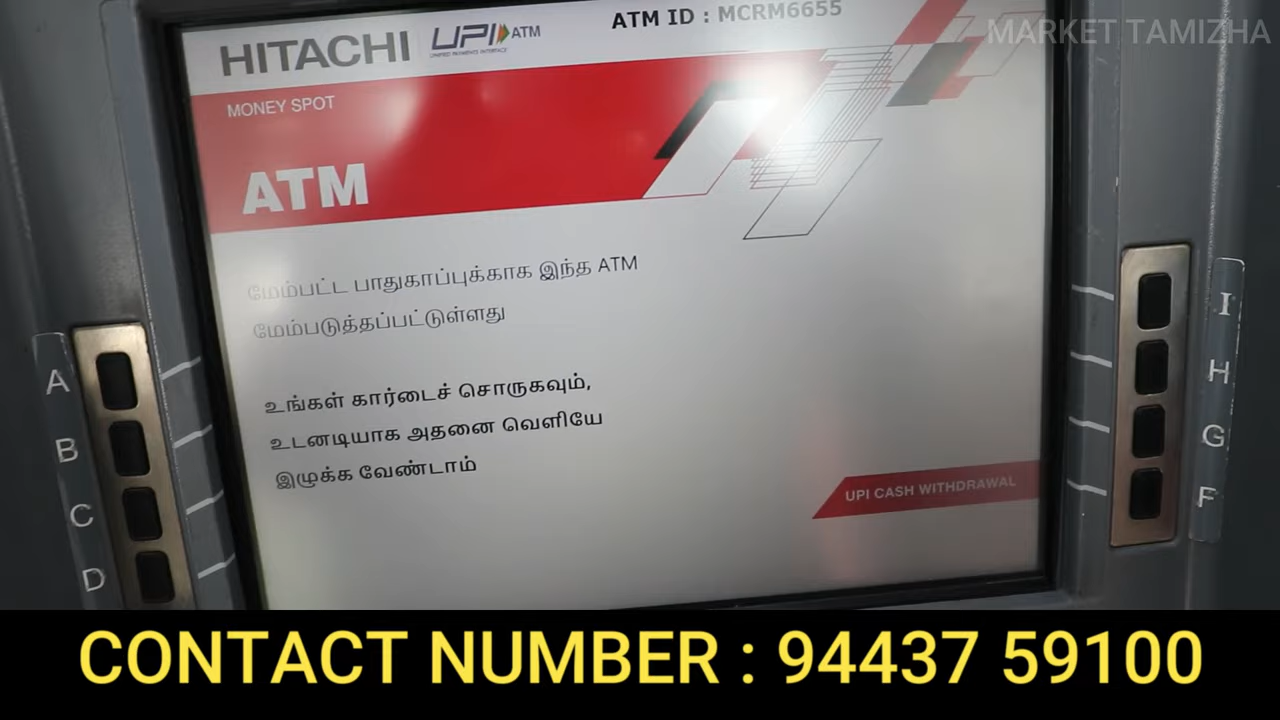 MARKET TAMIZHA
HITACHI UPI ATM
UNIFIED PAYMENTS INTERFACE
ATM ID : MCRM6655
MONEY SPOT
ATM
மேம்பட்ட பாதுகாப்புக்காக இந்த ATM
மேம்படுத்தப்பட்டுள்ளது
உங்கள் கார்டைச் சொருகவும்,
உடனடியாக அதனை வெளியே
இழுக்க வேண்டாம்
UPI CASH WITHDRAWAL
A
B
C
D
I
H
G
F
CONTACT NUMBER : 94437 59100